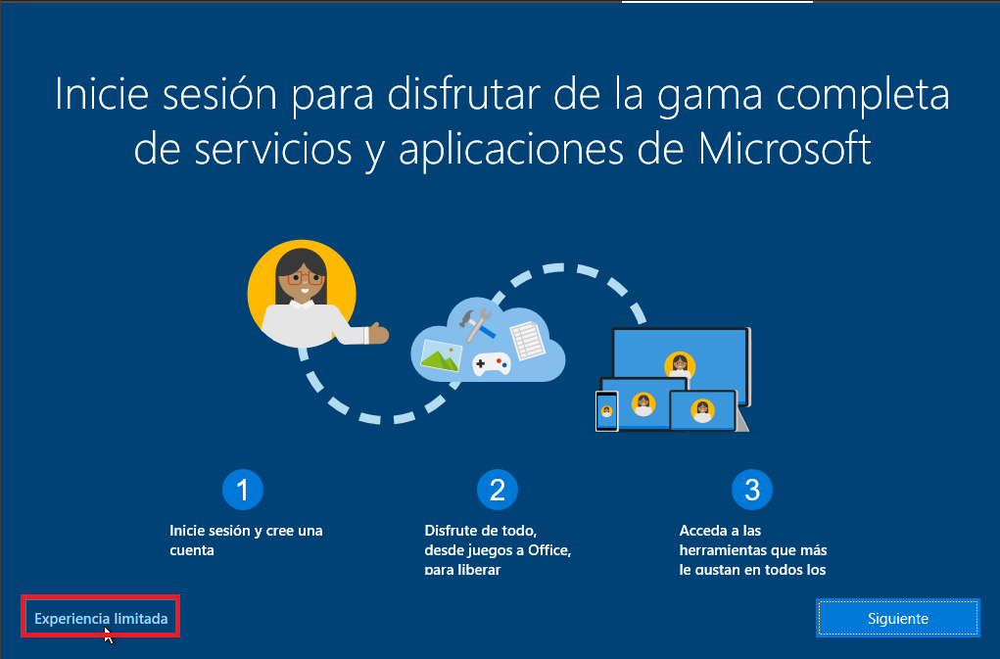 Inicie sesión para disfrutar de la gama completa
de servicios y aplicaciones de Microsoft
1
Inicie sesión y cree una
cuenta
2
Disfrute de todo,
desde juegos a Office,
para liberar
3
Acceda a las
herramientas que más
le gustan en todos los
Experiencia limitada
Siguiente